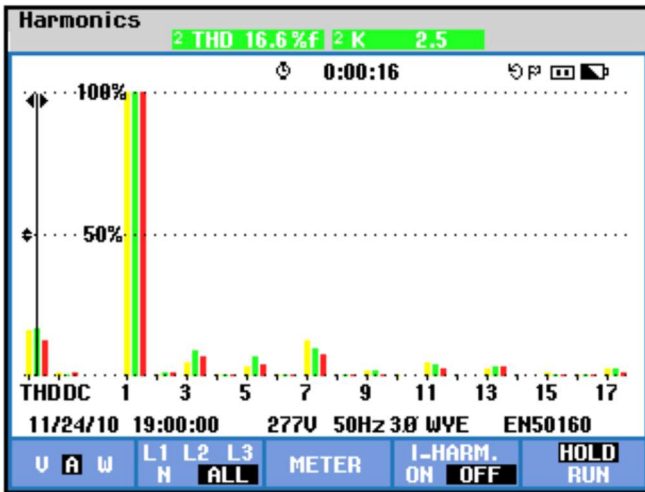 Harmonics
2 THD 16.6%f 2 K 2.5
0:00:16
100%
50%
THD DC 1 3 5 7 9 11 13 15 17
11/24/10 19:00:00 277V 50Hz 3Ø WYE EN50160
V A W L1 L2 L3 N ALL METER I-HARM. ON OFF HOLD RUN